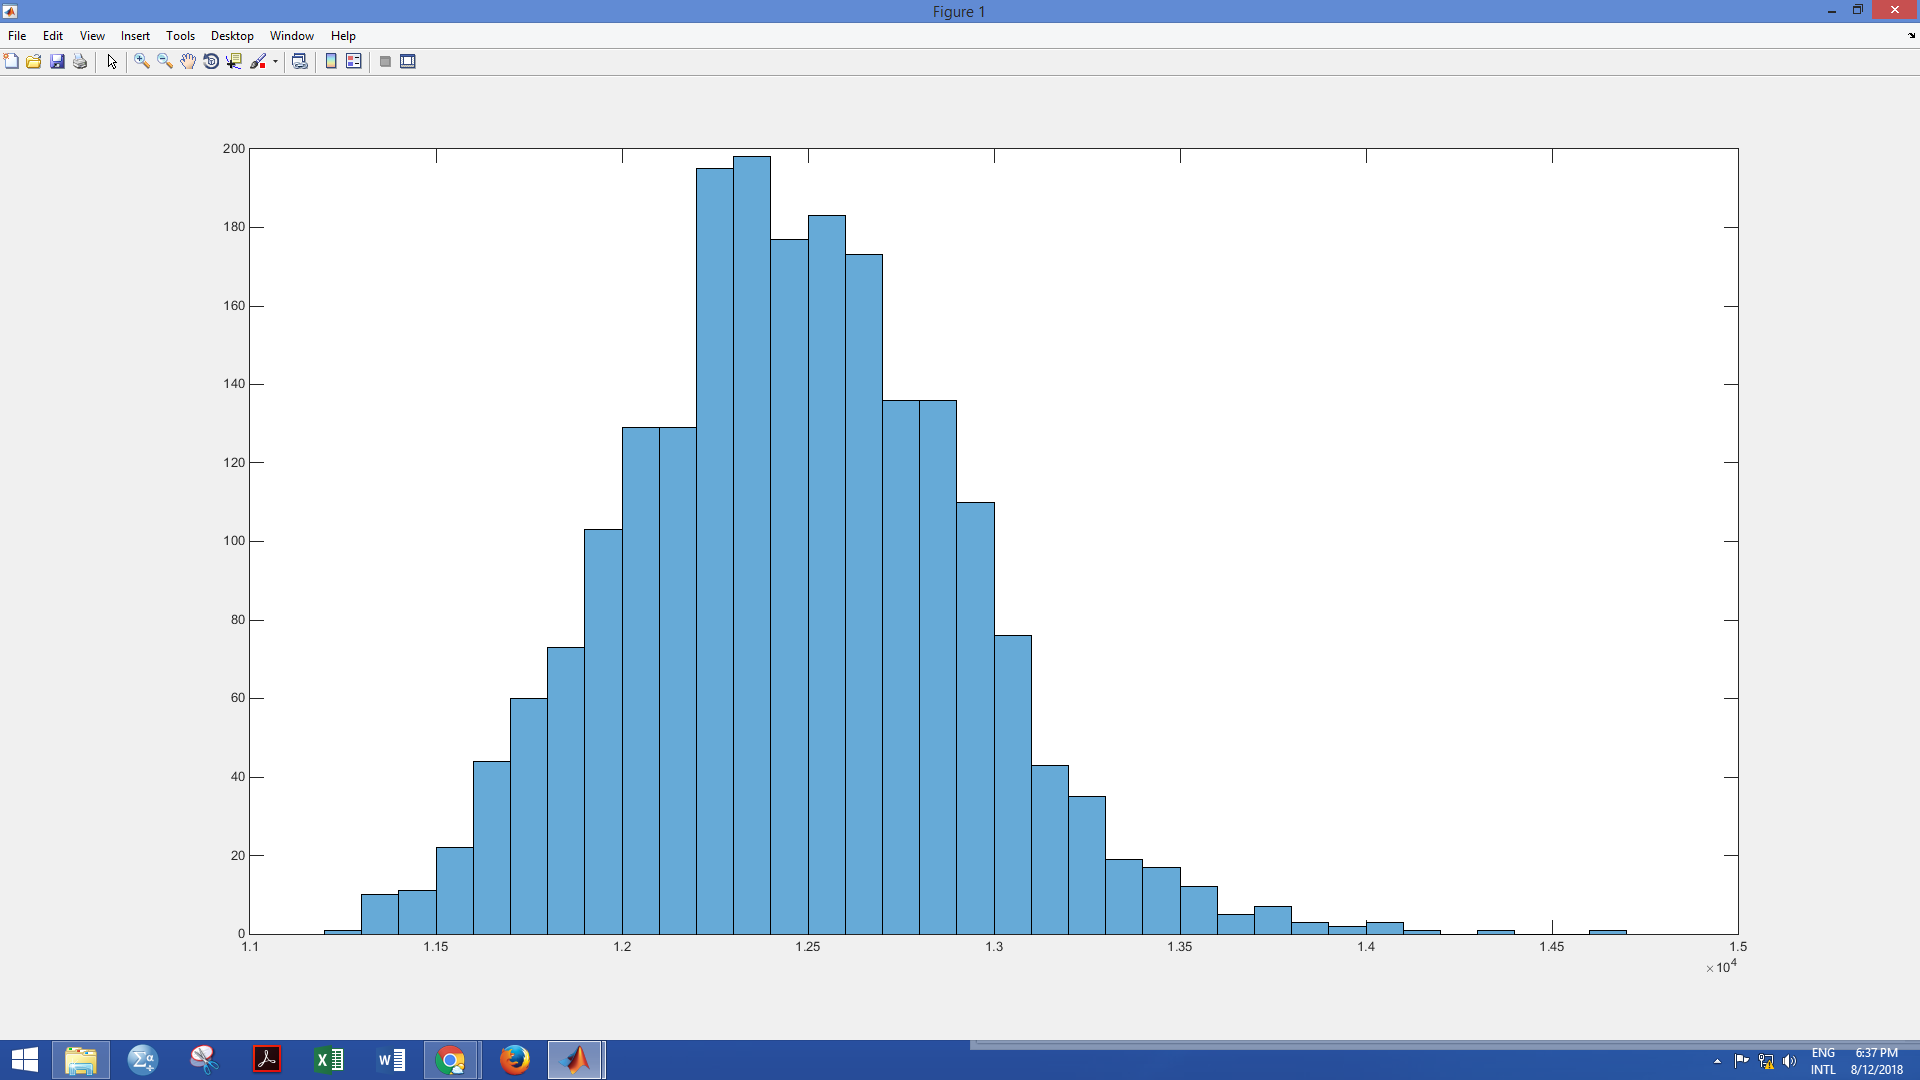 Figure 1
File Edit View Insert Tools Desktop Window Help
200
180
160
140
120
100
80
60
40
20
0
1.1 1.15 1.2 1.25 1.3 1.35 1.4 1.45 1.5
×10⁴
ENG 6:37 PM
INTL 8/12/2018